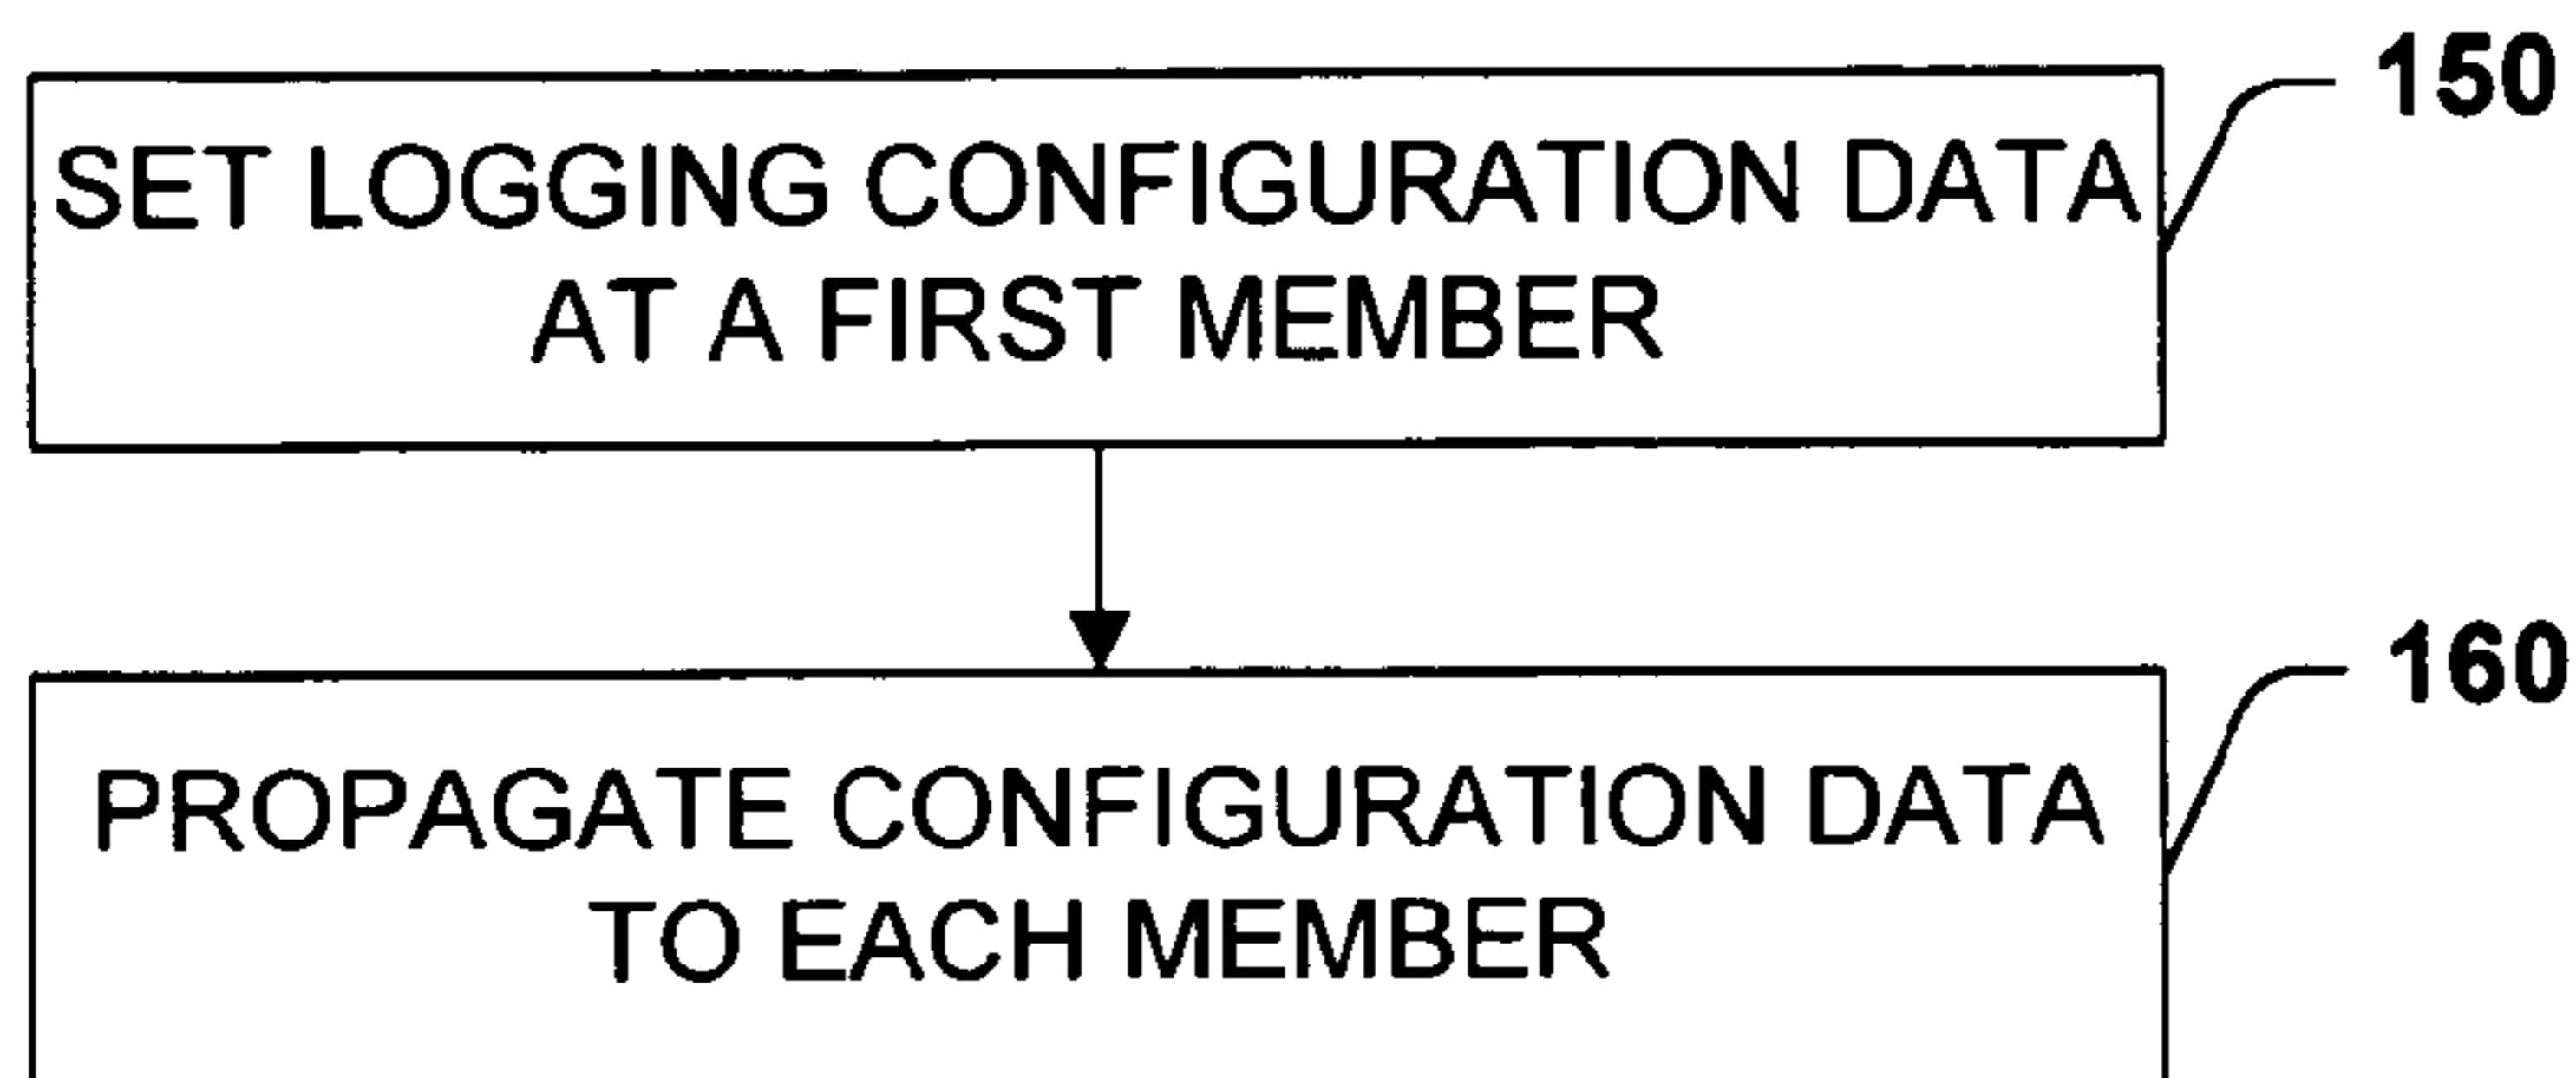 150
SET LOGGING CONFIGURATION DATA
AT A FIRST MEMBER
160
PROPAGATE CONFIGURATION DATA
TO EACH MEMBER